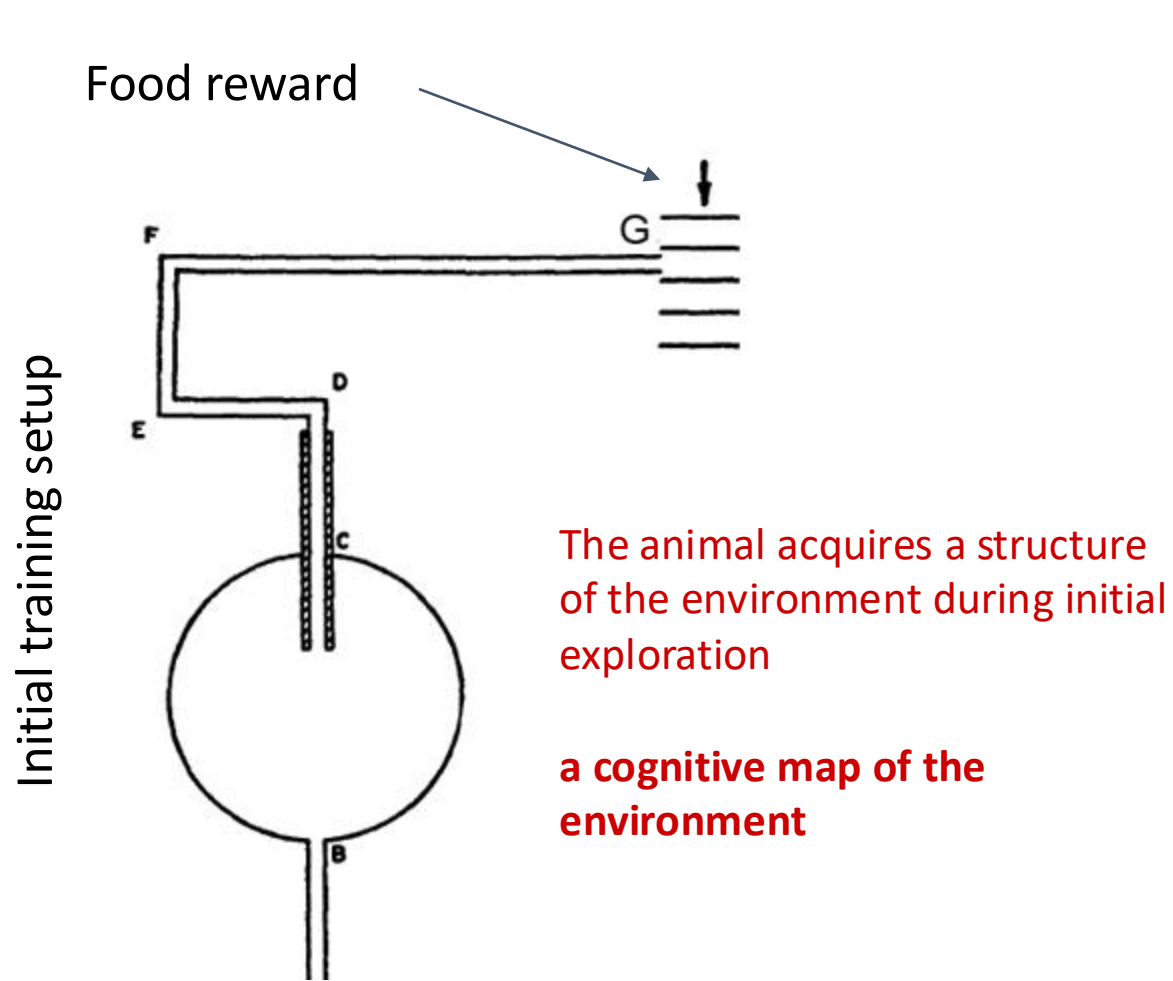 Food reward
G
F
D
E
Initial training setup
C
The animal acquires a structure
of the environment during initial
exploration
a cognitive map of the
environment
B